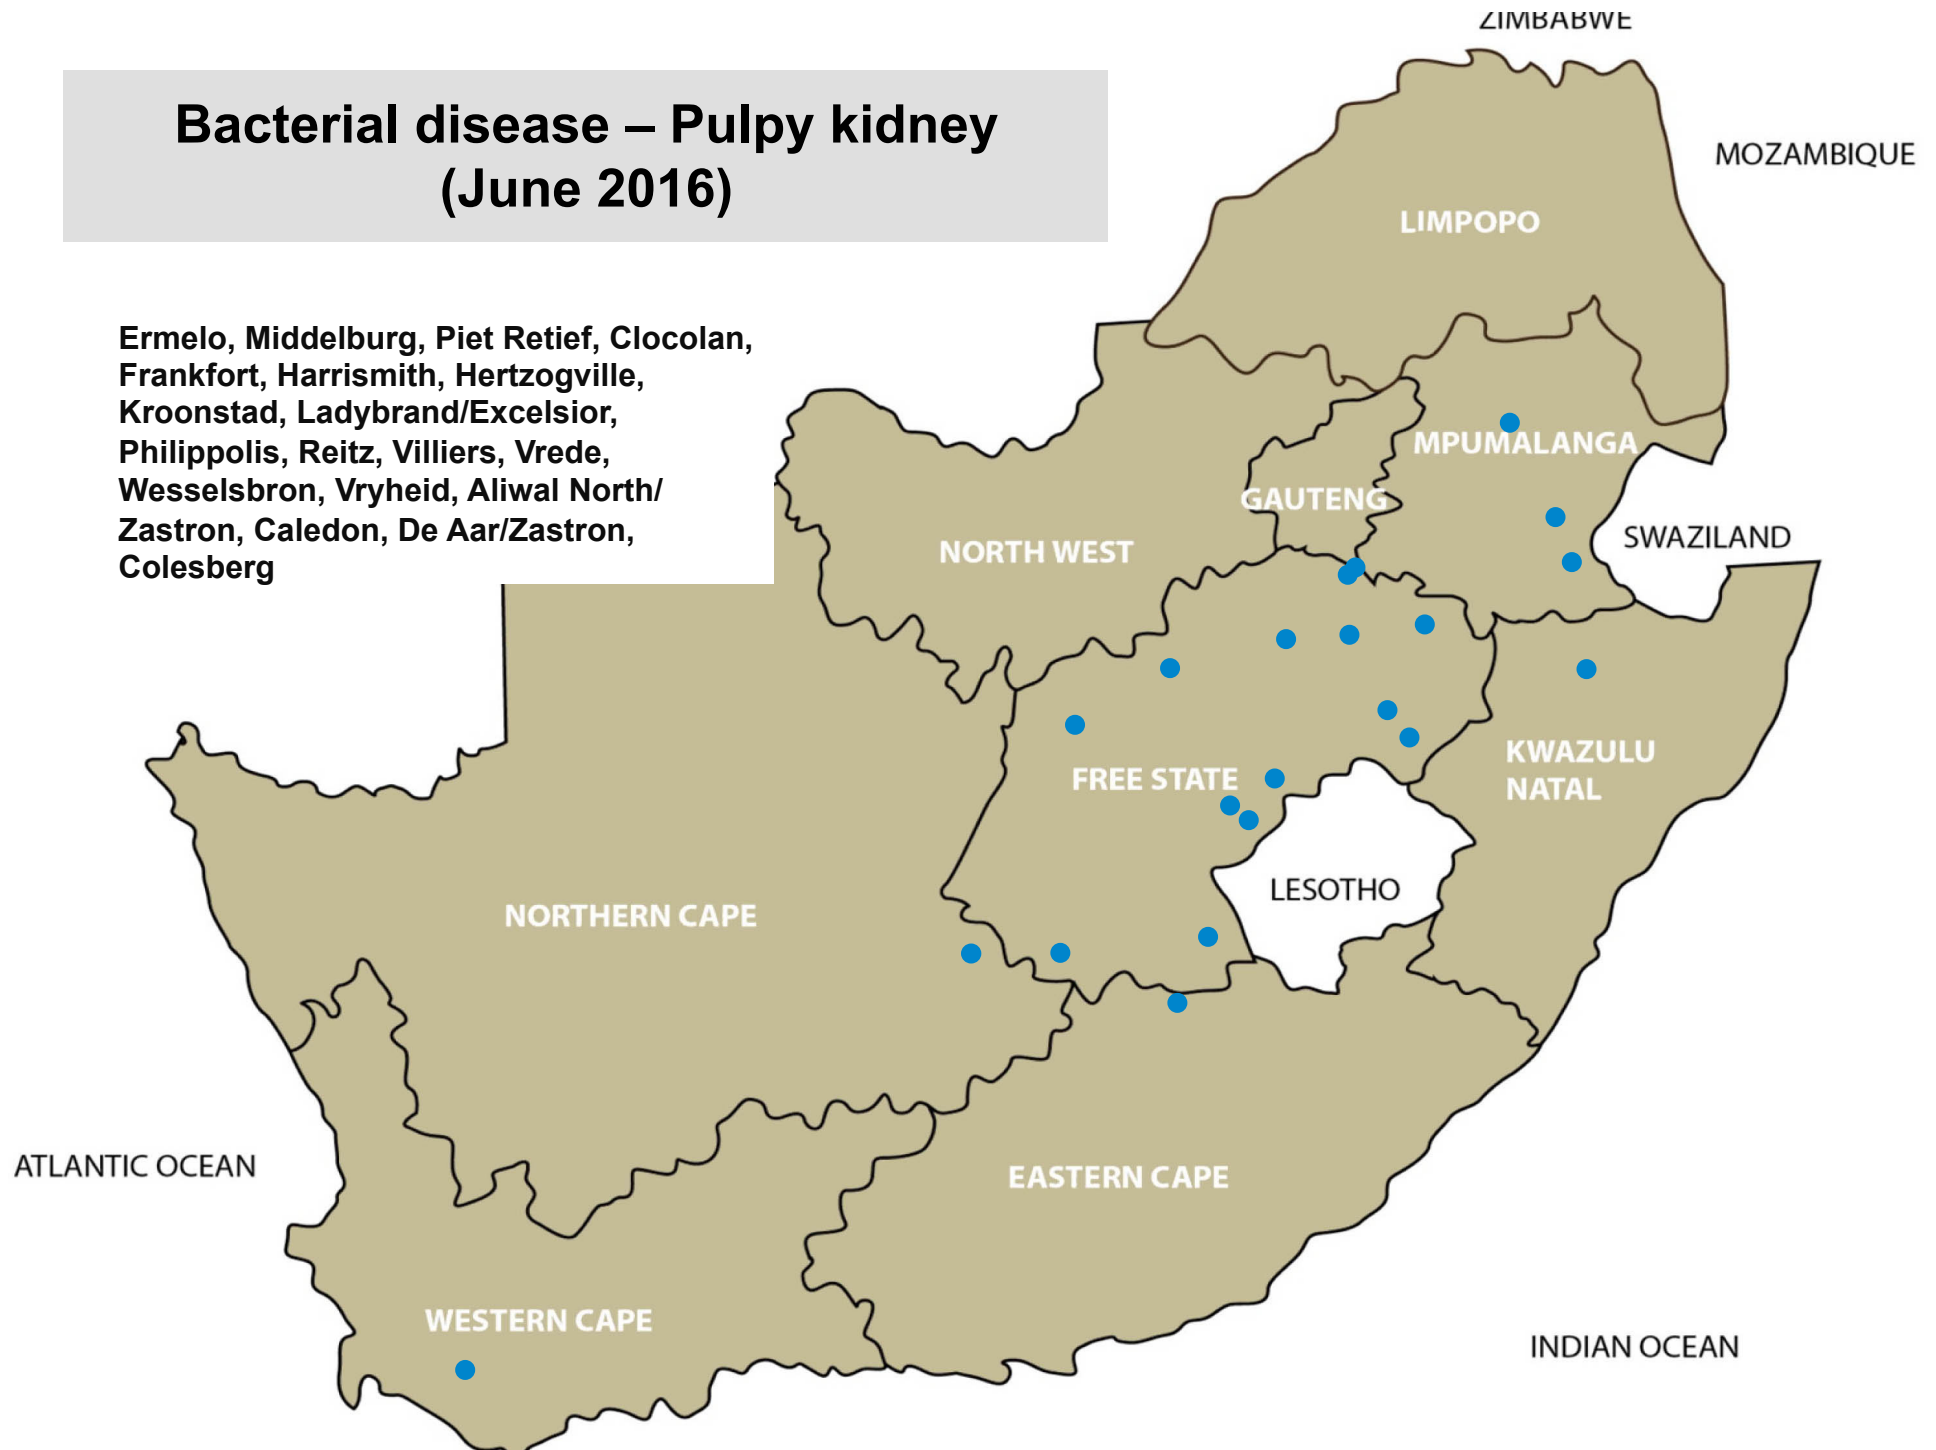 ZIMBABWE
Bacterial disease – Pulpy kidney
(June 2016)
MOZAMBIQUE
LIMPOPO
Ermelo, Middelburg, Piet Retief, Clocolan,
Frankfort, Harrismith, Hertzogville,
Kroonstad, Ladybrand/Excelsior,
Philippolis, Reitz, Villiers, Vrede,
Wesselsbron, Vryheid, Aliwal North/
Zastron, Caledon, De Aar/Zastron,
Colesberg
MPUMALANGA
GAUTENG
NORTH WEST
SWAZILAND
KWAZULU
NATAL
FREE STATE
LESOTHO
NORTHERN CAPE
ATLANTIC OCEAN
EASTERN CAPE
WESTERN CAPE
INDIAN OCEAN